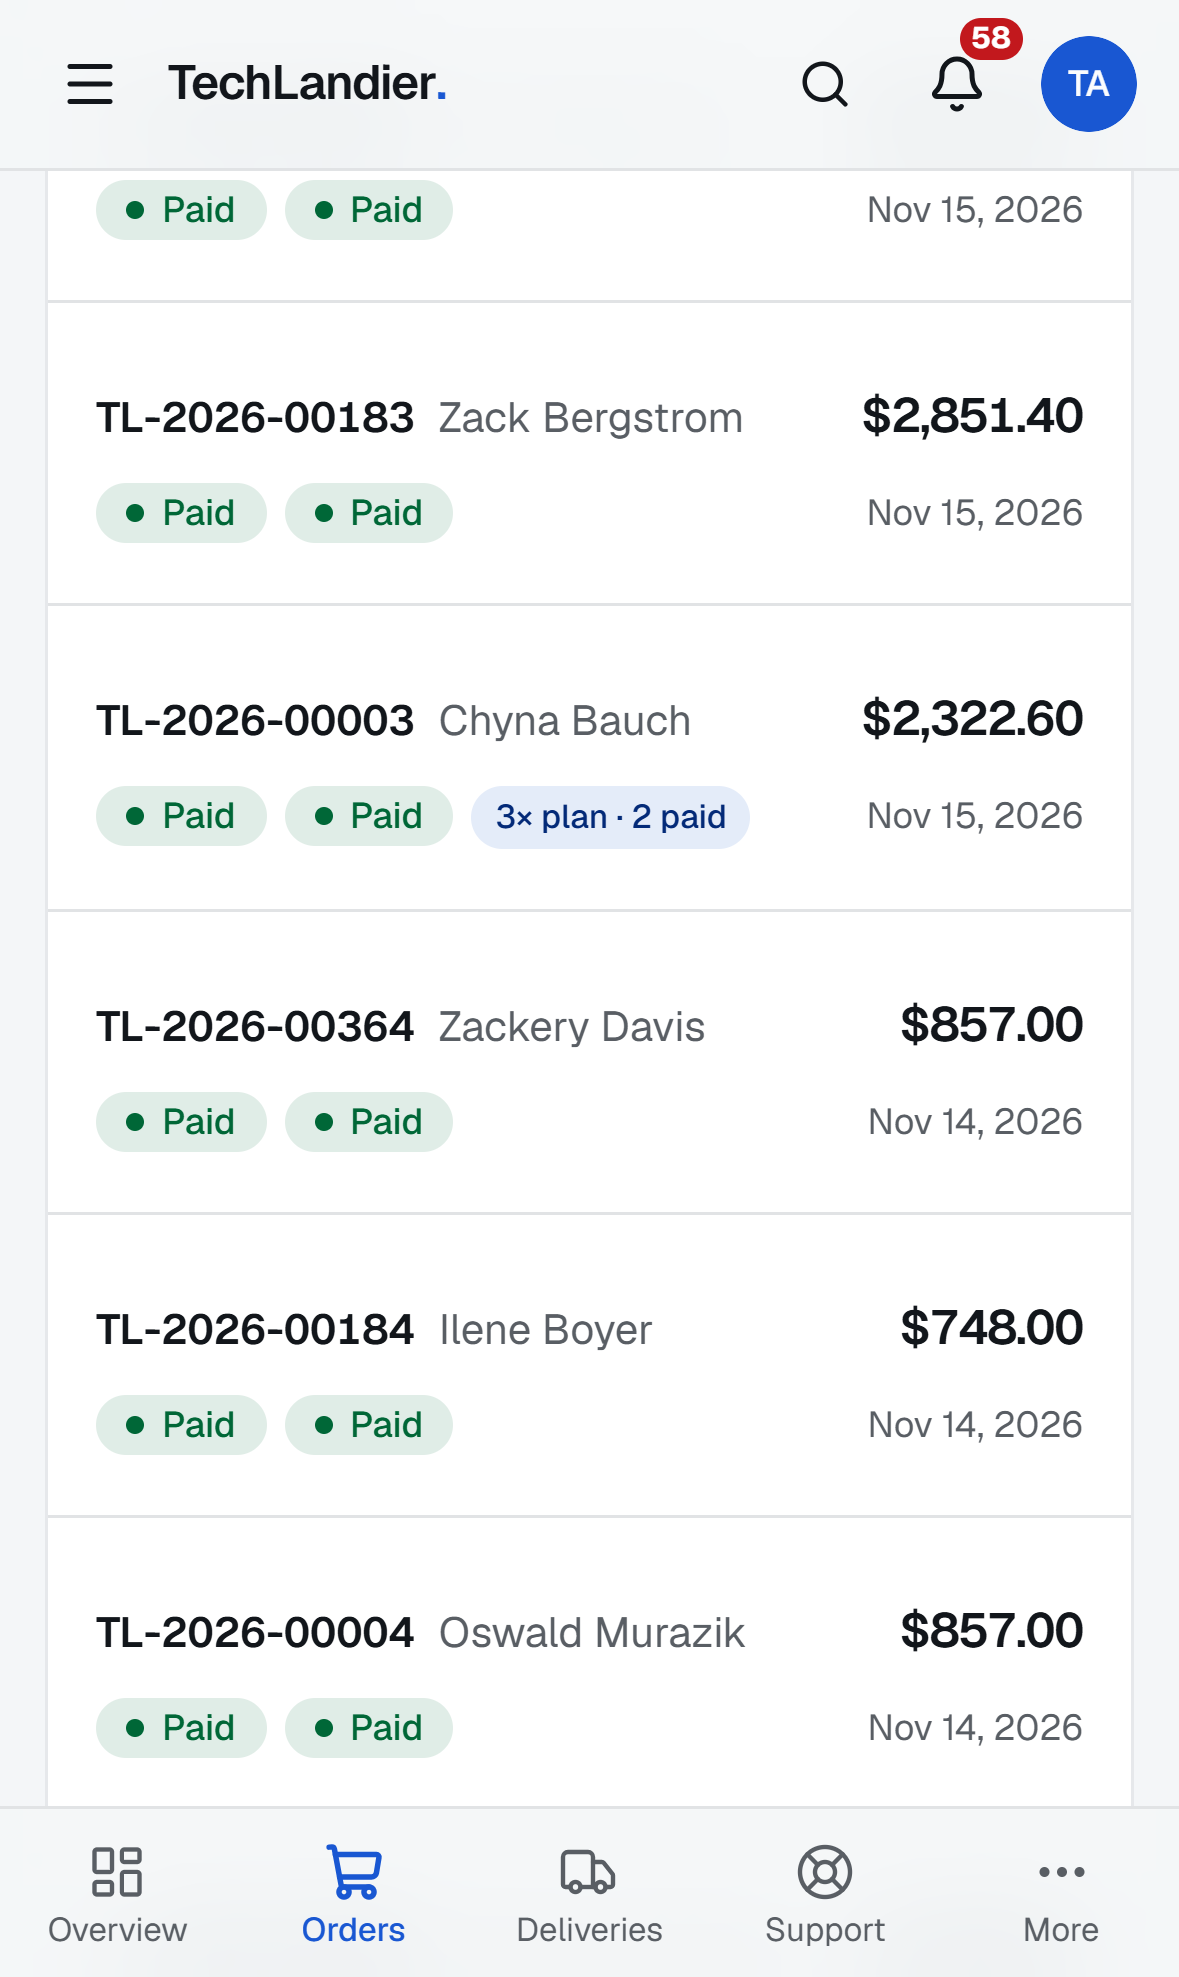 TechLandier.
58
TA
Paid Paid Nov 15, 2026
TL-2026-00183 Zack Bergstrom $2,851.40
Paid Paid Nov 15, 2026
TL-2026-00003 Chyna Bauch $2,322.60
Paid Paid 3× plan · 2 paid Nov 15, 2026
TL-2026-00364 Zackery Davis $857.00
Paid Paid Nov 14, 2026
TL-2026-00184 Ilene Boyer $748.00
Paid Paid Nov 14, 2026
TL-2026-00004 Oswald Murazik $857.00
Paid Paid Nov 14, 2026
Overview Orders Deliveries Support More